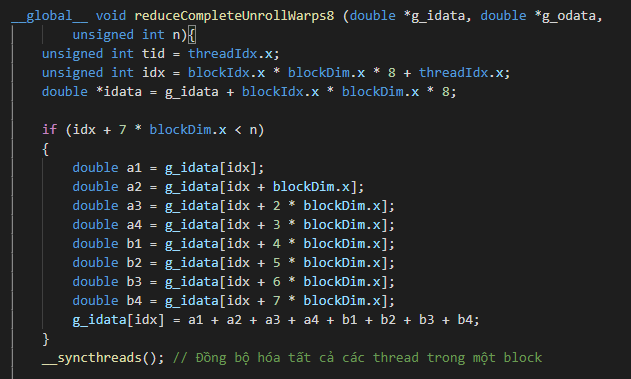 __global__ void reduceCompleteUnrollWarps8 (double *g_idata, double *g_odata,
        unsigned int n){
    unsigned int tid = threadIdx.x;
    unsigned int idx = blockIdx.x * blockDim.x * 8 + threadIdx.x;
    double *idata = g_idata + blockIdx.x * blockDim.x * 8;

    if (idx + 7 * blockDim.x < n)
    {
        double a1 = g_idata[idx];
        double a2 = g_idata[idx + blockDim.x];
        double a3 = g_idata[idx + 2 * blockDim.x];
        double a4 = g_idata[idx + 3 * blockDim.x];
        double b1 = g_idata[idx + 4 * blockDim.x];
        double b2 = g_idata[idx + 5 * blockDim.x];
        double b3 = g_idata[idx + 6 * blockDim.x];
        double b4 = g_idata[idx + 7 * blockDim.x];
        g_idata[idx] = a1 + a2 + a3 + a4 + b1 + b2 + b3 + b4;
    }
    __syncthreads(); // Đồng bộ hóa tất cả các thread trong một block